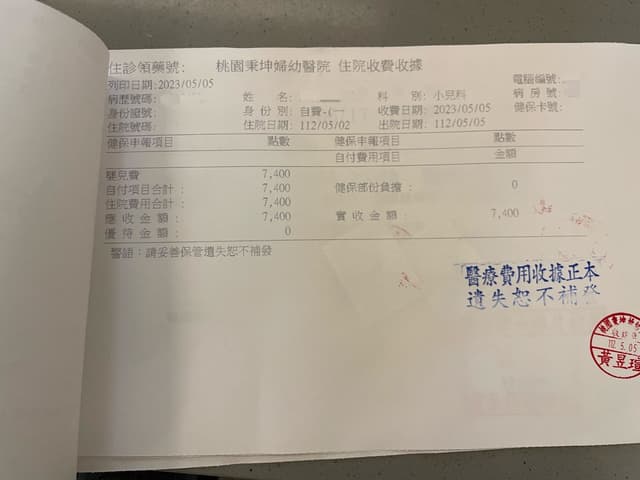 住診領藥號: 桃園秉坤婦幼醫院 住院收費收據
列印日期:2023/05/05 電腦編號:
病歷號碼: 姓 名: 科 別:小兒科 病 房 號:
身份證號: 身 份 別:自費-(一 收費日期:2023/05/05 健保卡號:
住院號碼: 住院日期:112/05/02 出院日期:112/05/05
健保申報項目 點數 健保申報項目 點數
自付費用項目 金額
嬰兒費 7,400
自付項目合計: 7,400 健保部份負擔: 0
住院費用合計: 7,400
應收金額: 7,400 實收金額: 7,400
優待金額: 0
警語:請妥善保管遺失恕不補發
醫療費用收據正本
遺失恕不補發
112.5.05
黃昱瑄